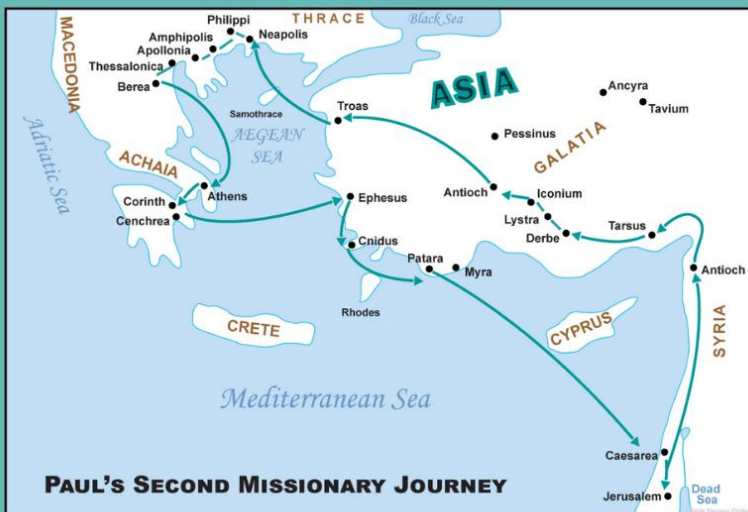 THRACE
Black Sea
MACEDONIA
Philippi
Amphipolis
Neapolis
Apollonia
Thessalonica
Berea
ASIA
Ancyra
Tavium
Troas
Samothrace
AEGEAN
SEA
Pessinus
GALATIA
Adriatic Sea
ACHAIA
Athens
Corinth
Cenchrea
Ephesus
Antioch
Iconium
Lystra
Derbe
Tarsus
Cnidus
Patara
Myra
Antioch
Rhodes
CRETE
CYPRUS
SYRIA
Mediterranean Sea
Caesarea
PAUL'S SECOND MISSIONARY JOURNEY
Jerusalem
Dead
Sea